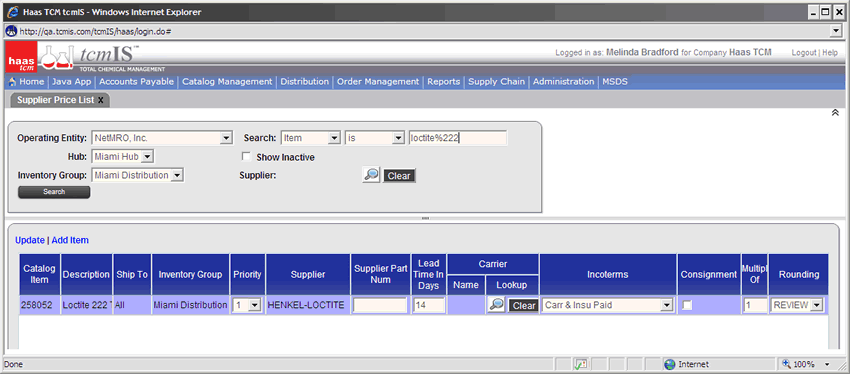 Haas TCM tcmIS - Windows Internet Explorer
http://qa.tcmis.com/tcmIS/haas/login.do#
haas tcm tcmIS TOTAL CHEMICAL MANAGEMENT
Logged in as: Melinda Bradford for Company Haas TCM Logout | Help
Home | Java App | Accounts Payable | Catalog Management | Distribution | Order Management | Reports | Supply Chain | Administration | MSDS
Supplier Price List X
Operating Entity: NetMRO, Inc. Search: Item is loctite%222
Hub: Miami Hub Show Inactive
Inventory Group: Miami Distribution Supplier: Clear
Search
Update | Add Item
Catalog Item Description Ship To Inventory Group Priority Supplier Supplier Part Num Lead Time In Days Carrier Name Lookup Incoterms Consignment Multipl Of Rounding
258052 Loctite 222 All Miami Distribution 1 HENKEL-LOCTITE 14 Clear Carr & Insu Paid 1 REVIEW
Done Internet 100%